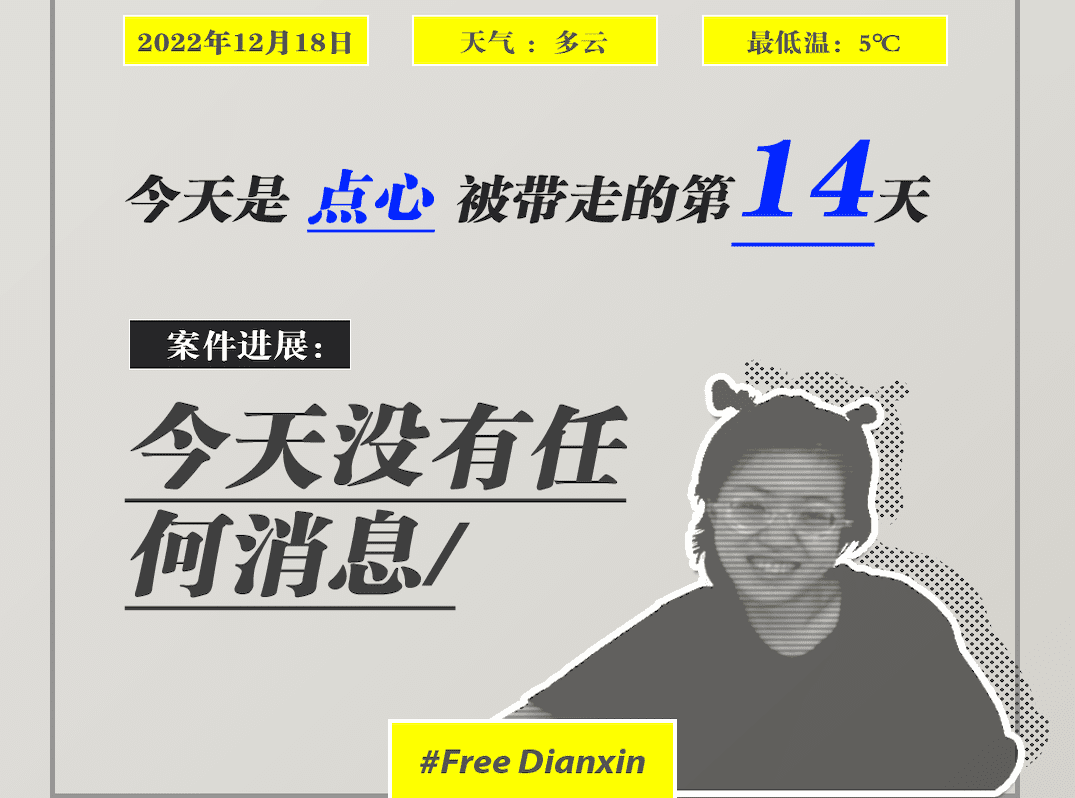 2022年12月18日
天气 ：多云
最低温：5℃
今天是 点心 被带走的第14天
案件进展：
今天没有任
何消息/
#Free Dianxin